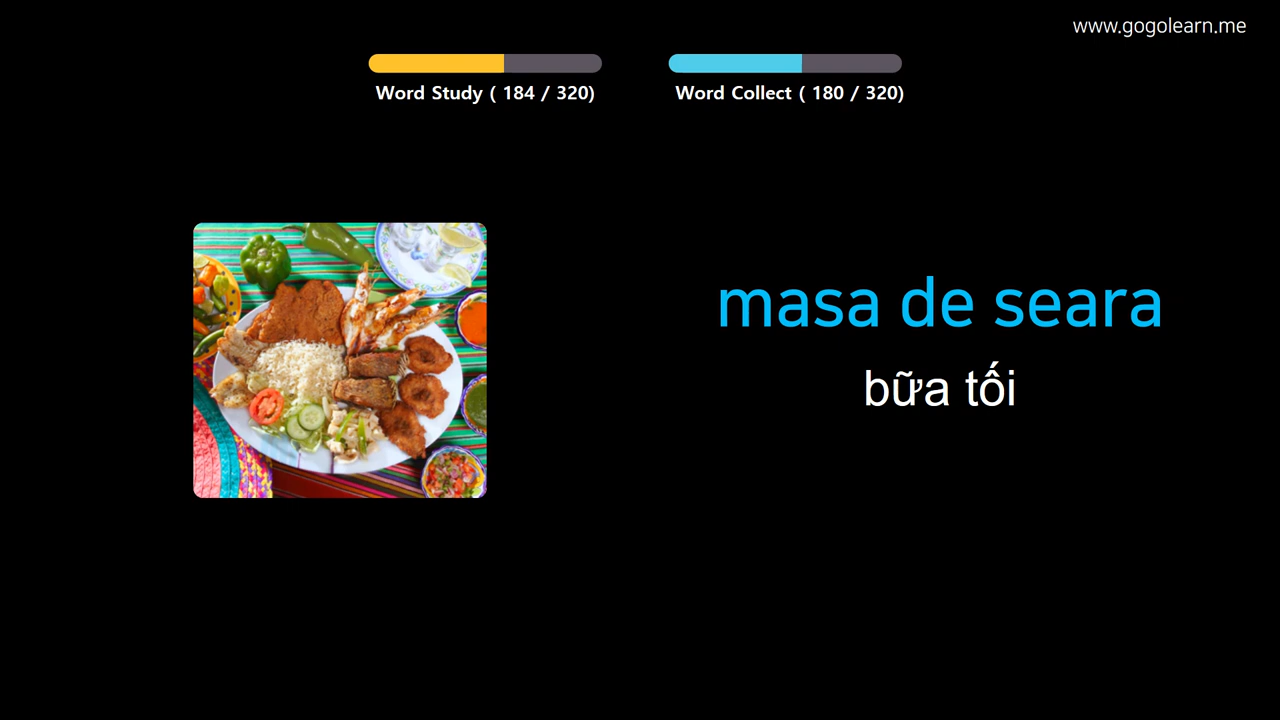 www.gogolearn.me
Word Study ( 184 / 320)
Word Collect ( 180 / 320)
masa de seara
bữa tối